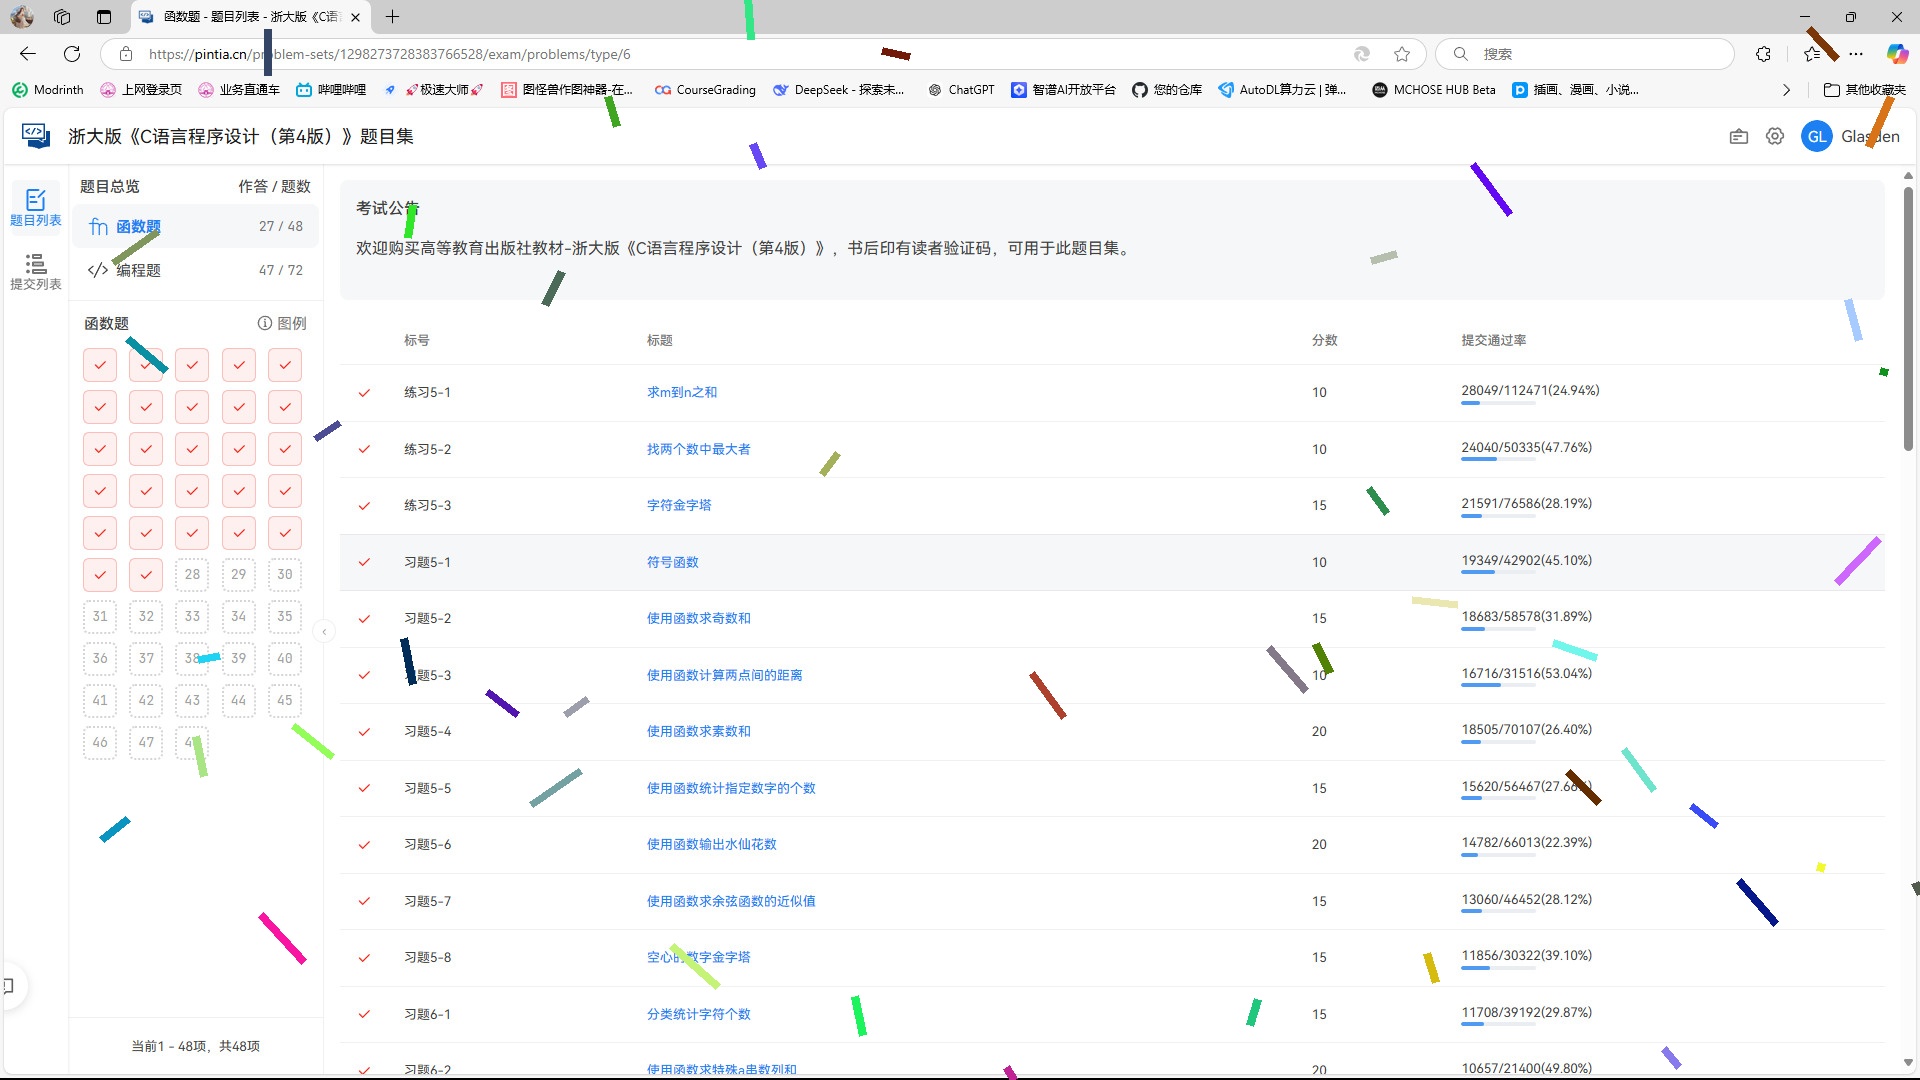 函数题 - 题目列表 - 浙大版《C语
https://pintia.cn/problem-sets/1298273728383766528/exam/problems/type/6
搜索
Modrinth
上网登录页
业务直通车
哔哩哔哩
🚀极速大师🚀
图怪兽作图神器-在...
CourseGrading
DeepSeek - 探索未...
ChatGPT
智谱AI开放平台
您的仓库
AutoDL算力云 | 弹...
MCHOSE HUB Beta
插画、漫画、小说...
其他收藏夹
浙大版《C语言程序设计（第4版）》题目集
GL
题目列表
提交列表
题目总览 作答 / 题数
函数题 27 / 48
编程题 47 / 72
函数题 图例
28 29 30
31 32 33 34 35
36 37 38 39 40
41 42 43 44 45
46 47
当前1 - 48项，共48项
考试公告
欢迎购买高等教育出版社教材-浙大版《C语言程序设计（第4版）》，书后印有读者验证码，可用于此题目集。
标号 标题 分数 提交通过率
练习5-1 求m到n之和 10 28049/112471(24.94%)
练习5-2 找两个数中最大者 10 24040/50335(47.76%)
练习5-3 字符金字塔 15 21591/76586(28.19%)
习题5-1 符号函数 10 19349/42902(45.10%)
习题5-2 使用函数求奇数和 15 18683/58578(31.89%)
习题5-3 使用函数计算两点间的距离 10 16716/31516(53.04%)
习题5-4 使用函数求素数和 20 18505/70107(26.40%)
习题5-5 使用函数统计指定数字的个数 15
习题5-6 使用函数输出水仙花数 20 14782/66013(22.39%)
习题5-7 使用函数求余弦函数的近似值 15 13060/46452(28.12%)
习题5-8 空心的数字金字塔 15 11856/30322(39.10%)
习题6-1 分类统计字符个数 15 11708/39192(29.87%)
习题6-2 使用函数求特殊a串数列和 20 10657/21400(49.80%)